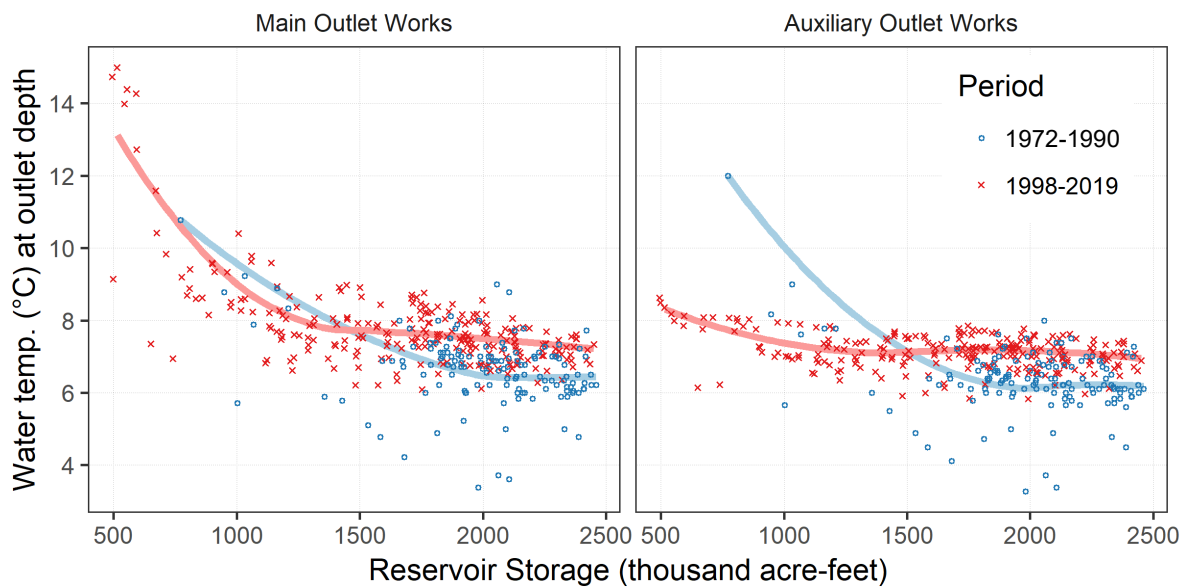 Main Outlet Works
Auxiliary Outlet Works
Water temp. (°C) at outlet depth
14
12
10
8
6
4
Period
1972-1990
1998-2019
500 1000 1500 2000 2500
500 1000 1500 2000 2500
Reservoir Storage (thousand acre-feet)